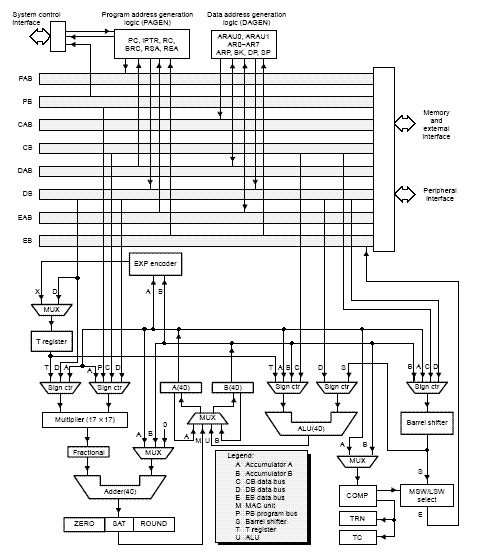 System control
interface
Program address generation
logic (PAGEN)
Data address generation
logic (DAGEN)
PC, IPTR, RC,
BRC, RSA, REA
ARAU0, ARAU1
AR0–AR7
ARP, BK, DP, SP
PAB
PB
CAB
CB
DAB
DB
EAB
EB
Memory
and
external
interface
Peripheral
interface
EXP encoder
X D
A B
MUX
T register
T D A
A P C D
T A B C
D S
B A C D
Sign ctr
Sign ctr
Sign ctr
Sign ctr
Sign ctr
A(40)
B(40)
Multiplier (17 × 17)
MUX
ALU(40)
Barrel shifter
A B 0
A M U B
A B
Fractional
MUX
MUX
S
Adder(40)
COMP
MSW/LSW
select
E
ZERO SAT ROUND
TRN
TC
Legend:
A Accumulator A
B Accumulator B
C CB data bus
D DB data bus
E EB data bus
M MAC unit
P PB program bus
S Barrel shifter
T T register
U ALU